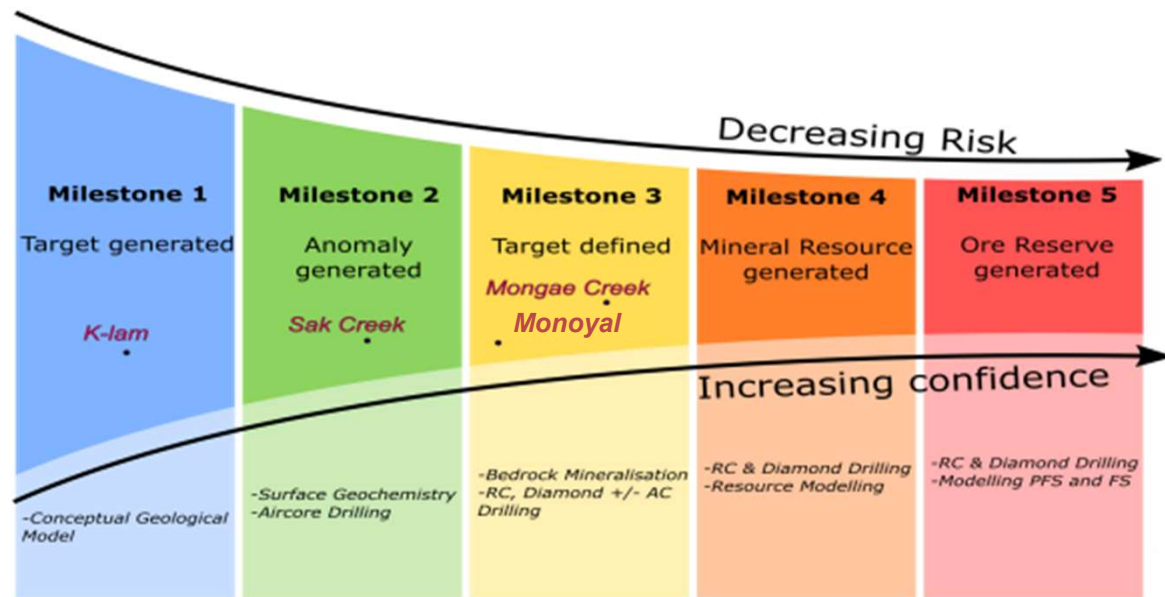 Decreasing Risk
Milestone 1
Target generated
K-lam
-Conceptual Geological
Model
Milestone 2
Anomaly
generated
Sak Creek
-Surface Geochemistry
-Aircore Drilling
Milestone 3
Target defined
Mongae Creek
Monoyal
-Bedrock Mineralisation
-RC, Diamond +/- AC
Drilling
Milestone 4
Mineral Resource
generated
Increasing confidence
-RC & Diamond Drilling
-Resource Modelling
Milestone 5
Ore Reserve
generated
-RC & Diamond Drilling
-Modelling PFS and FS